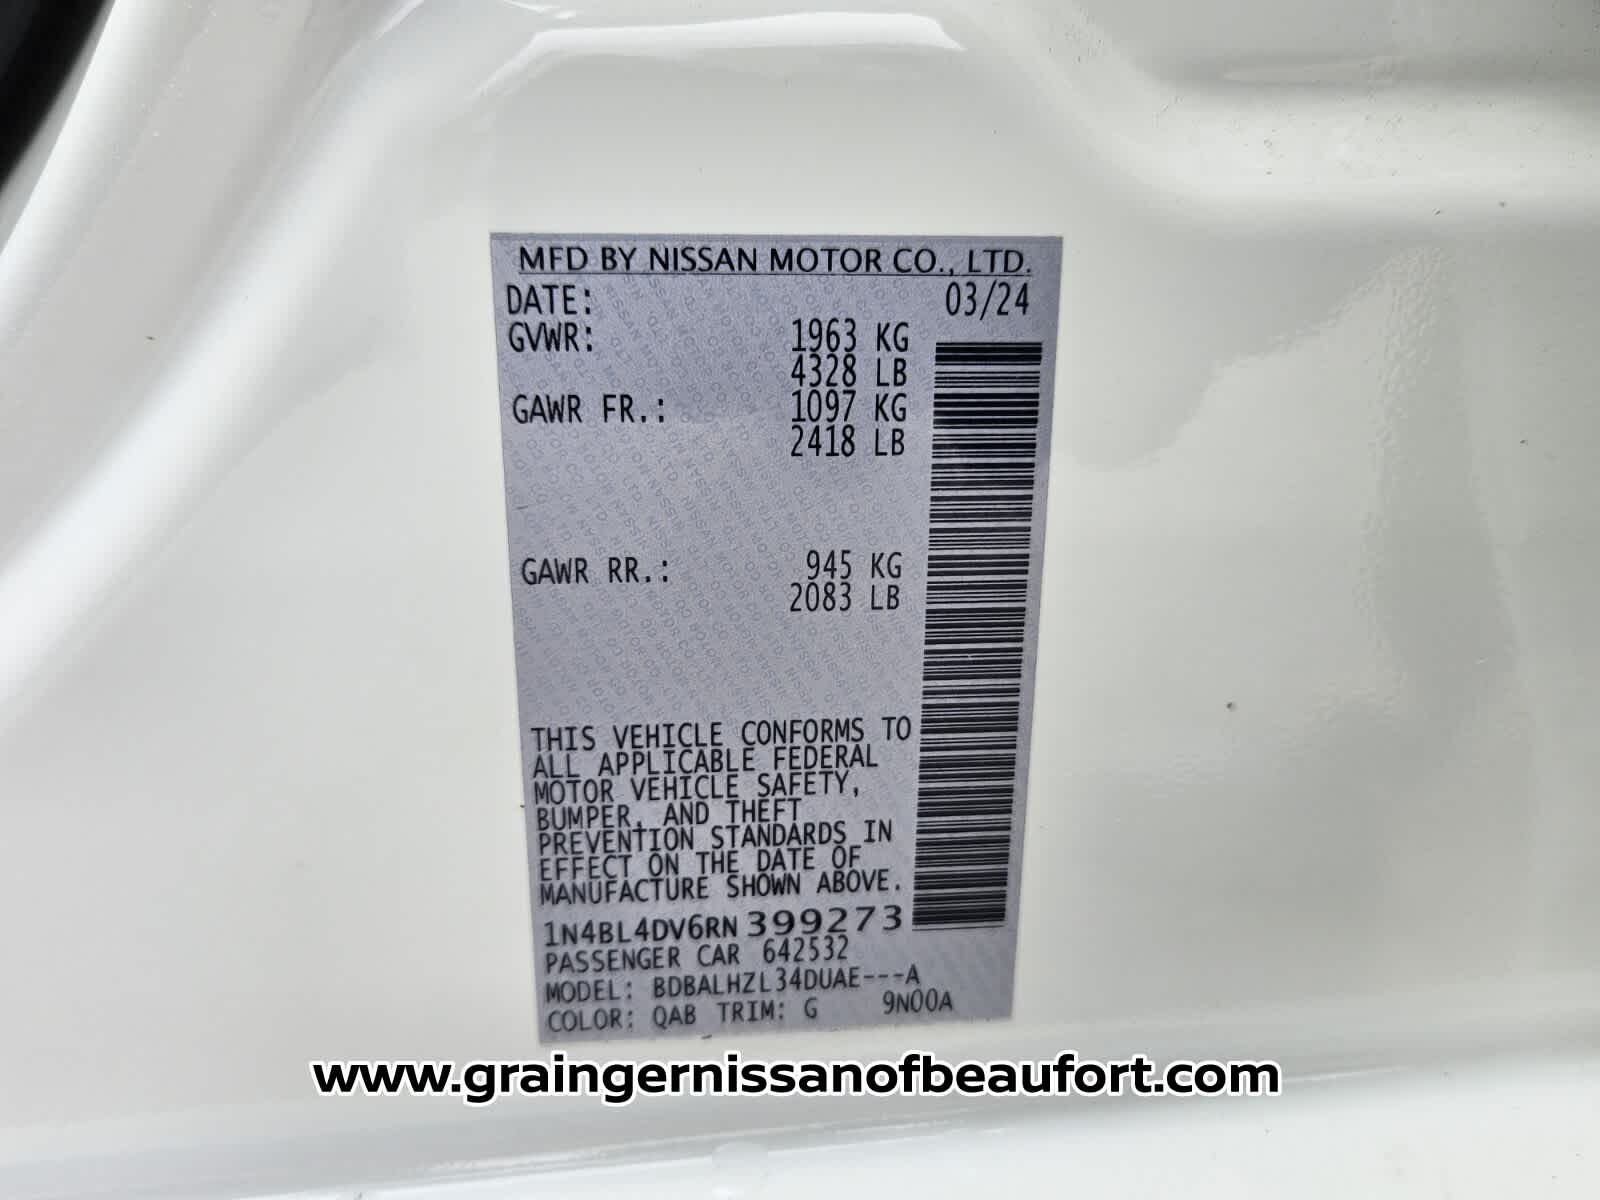 MFD BY NISSAN MOTOR CO., LTD.
DATE: 03/24
GVWR: 1963 KG
4328 LB
GAWR FR.: 1097 KG
2418 LB
GAWR RR.: 945 KG
2083 LB
THIS VEHICLE CONFORMS TO
ALL APPLICABLE FEDERAL
MOTOR VEHICLE SAFETY,
BUMPER, AND THEFT
PREVENTION STANDARDS IN
EFFECT ON THE DATE OF
MANUFACTURE SHOWN ABOVE.
1N4BL4DV6RN399273
PASSENGER CAR 642532
MODEL: BDBALHZL34DUAE---A
COLOR: QAB TRIM: G 9N00A
www.graingernissanofbeaufort.com